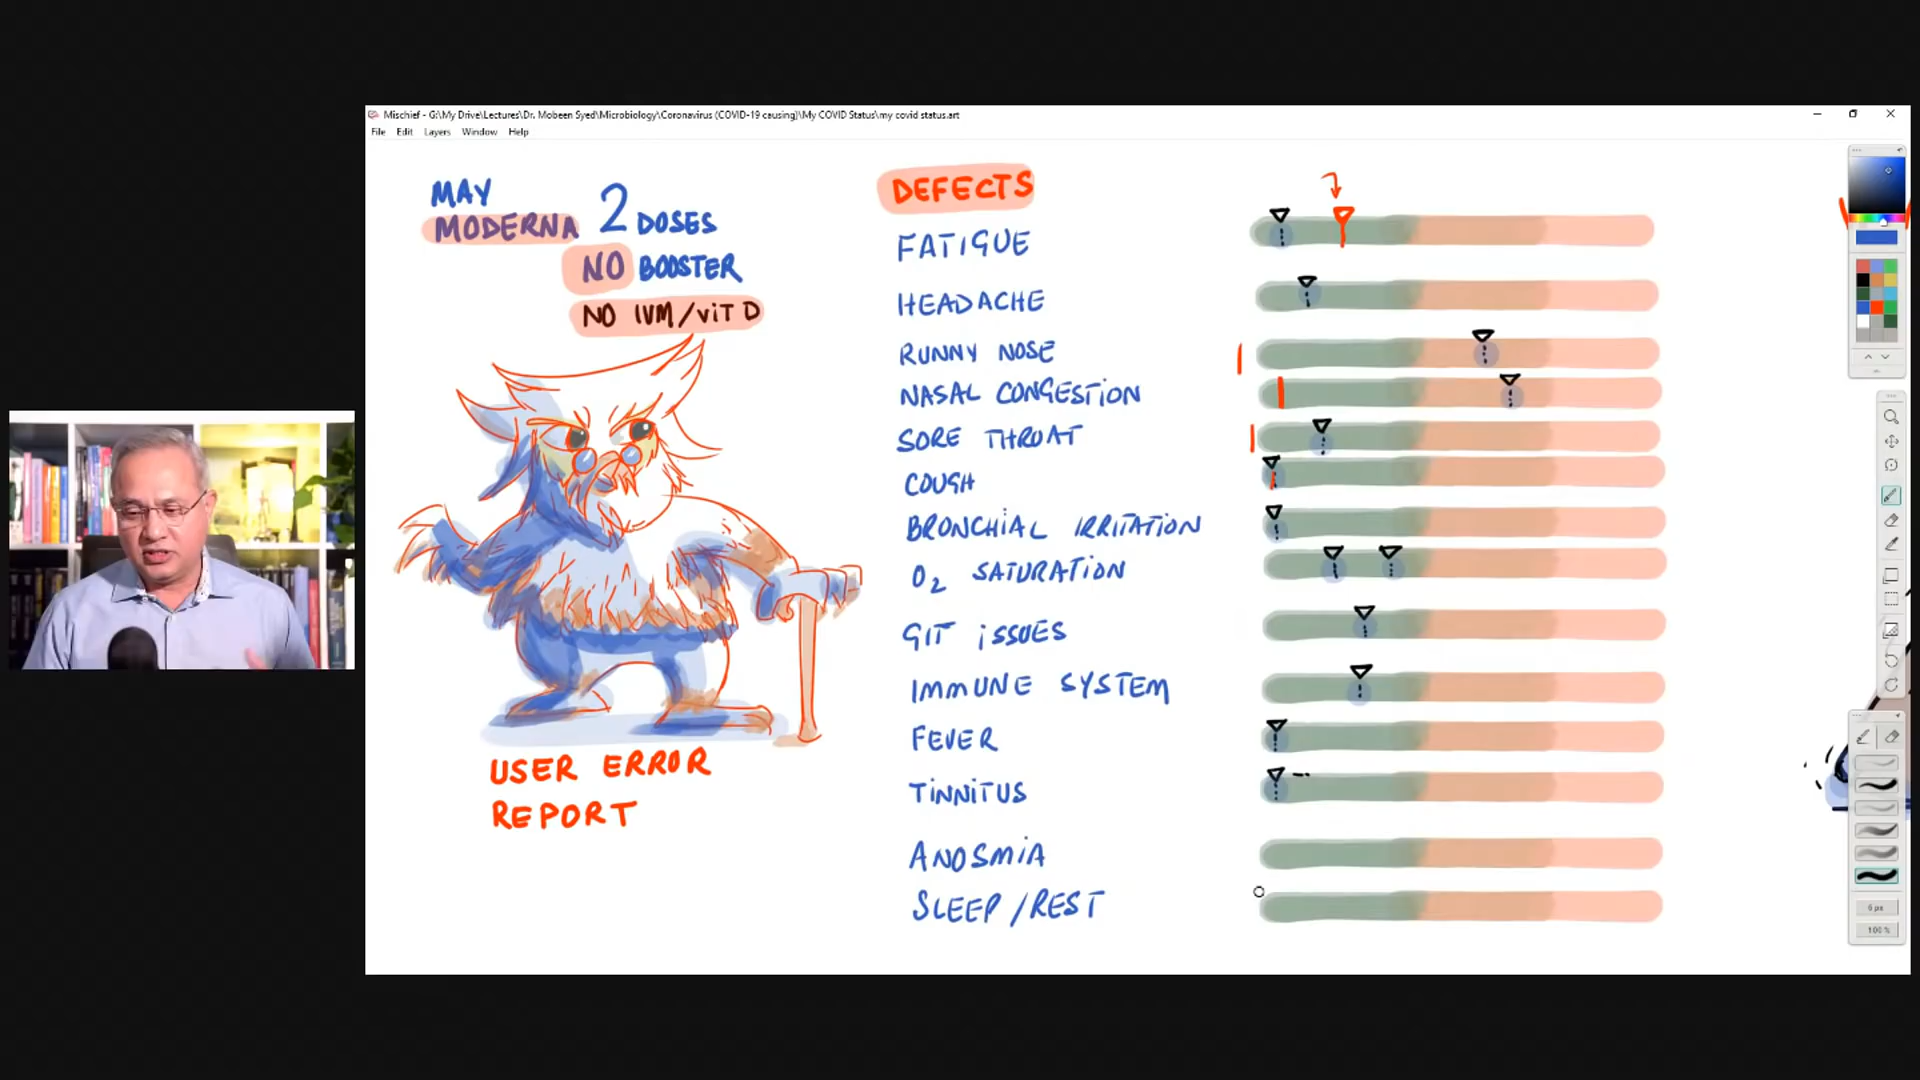 Mischief - G:\My Drive\Lectures\Dr. Mobeen Syed\Microbiology\Coronavirus (COVID-19 causing)\My COVID Status\my covid status.art
File Edit Layers Window Help
MAY
MODERNA 2 DOSES
NO BOOSTER
NO IVM/VIT D
USER ERROR
REPORT
DEFECTS
FATIGUE
HEADACHE
RUNNY NOSE
NASAL CONGESTION
SORE THROAT
COUGH
BRONCHIAL IRRITATION
O2 SATURATION
GIT ISSUES
IMMUNE SYSTEM
FEVER
TINNITUS
ANOSMIA
SLEEP/REST
6 px
100 %